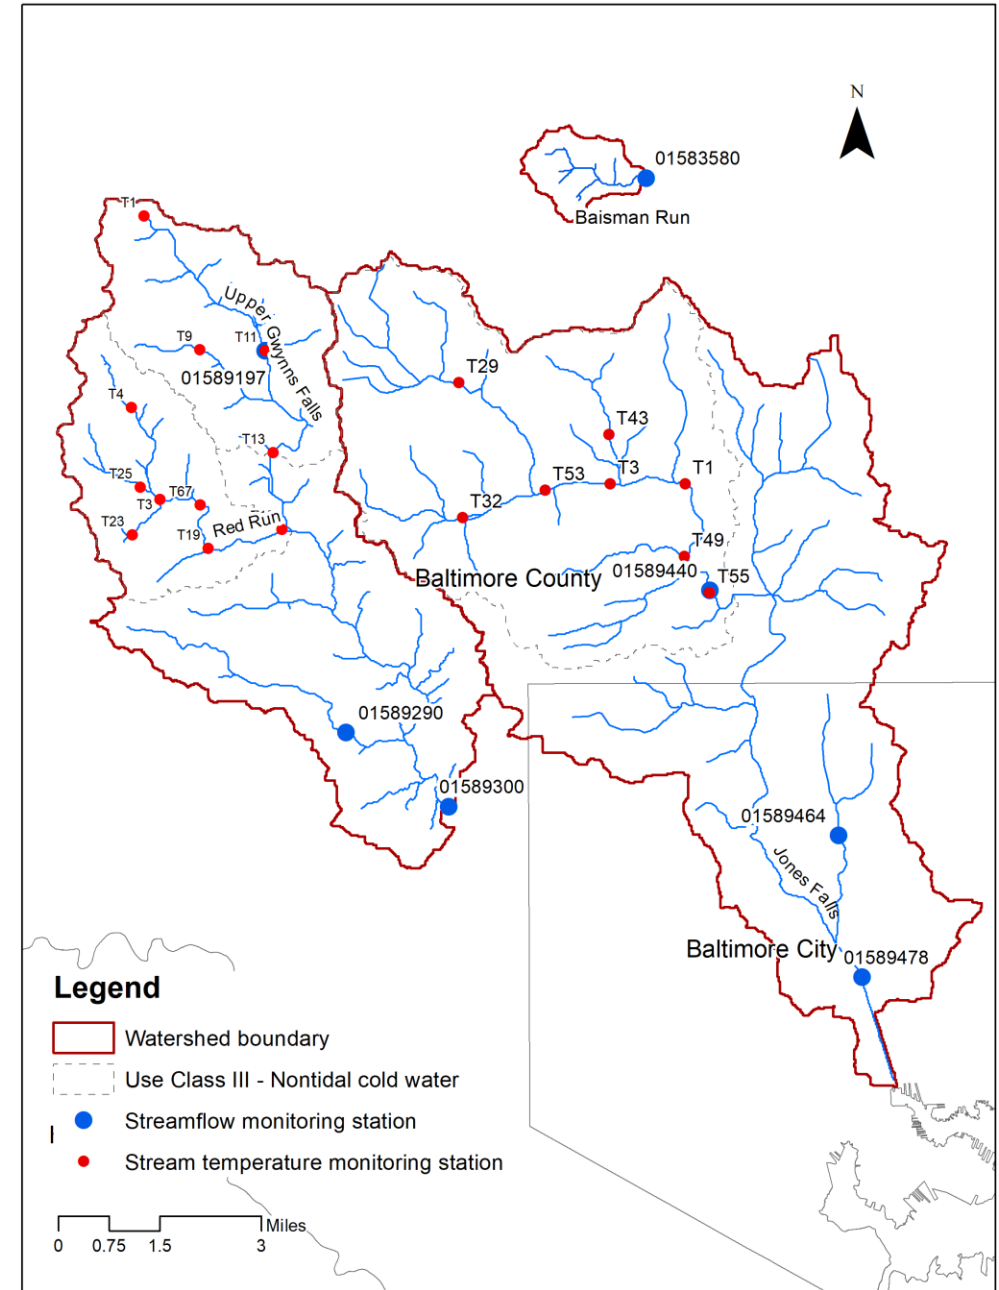 N
01583580
Baisman Run
T1
Upper Gwynns Falls
T9
T11
01589197
T29
T4
T43
T13
T25
T3
T67
T53
T3
T1
T32
T23
T19
Red Run
T49
Baltimore County
01589440
T55
01589290
01589300
01589464
Jones Falls
Baltimore City
01589478
Legend
Watershed boundary
Use Class III - Nontidal cold water
Streamflow monitoring station
Stream temperature monitoring station
Miles
0 0.75 1.5 3